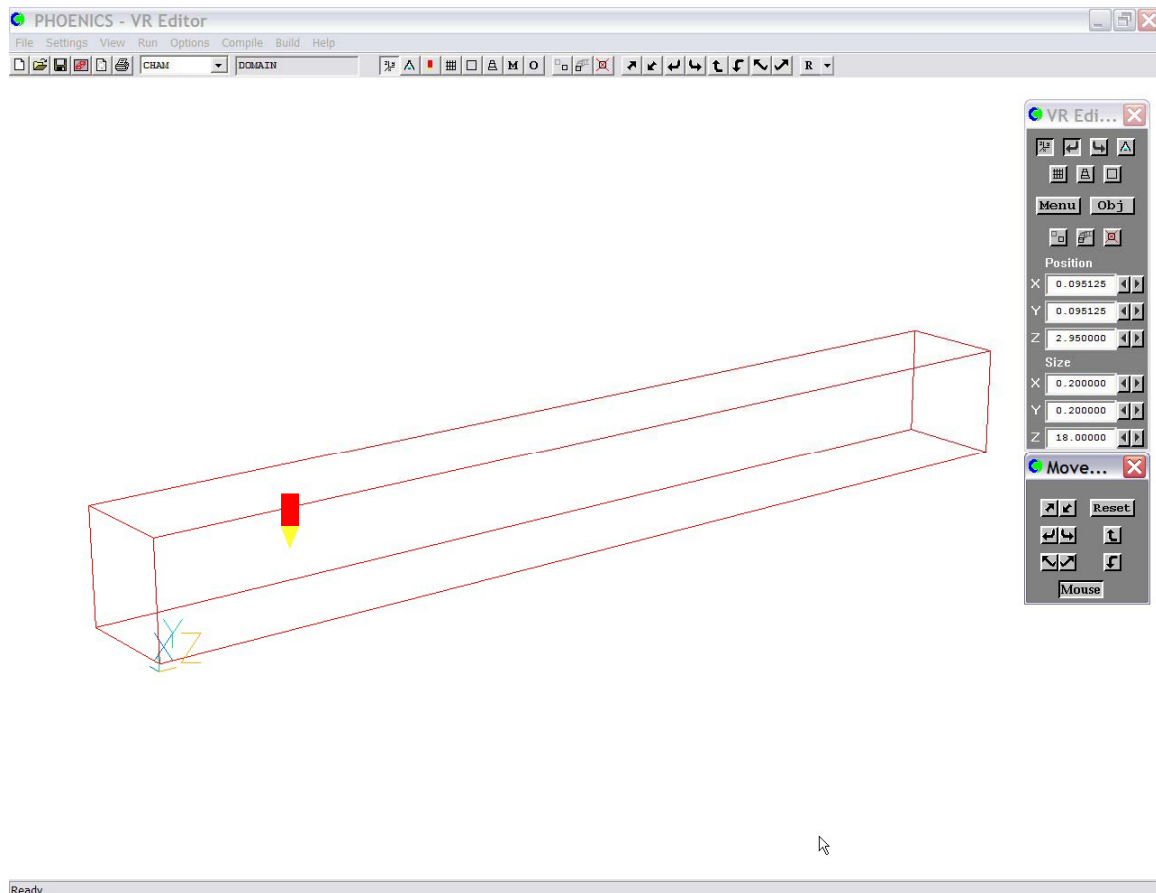 PHOENICS - VR Editor
File Settings View Run Options Compile Build Help
CHAM DOMAIN M O R
VR Edi...
Menu Obj
Position
X 0.095125
Y 0.095125
Z 2.950000
Size
X 0.200000
Y 0.200000
Z 18.00000
Move...
Reset
Mouse
Y
X Z
Ready